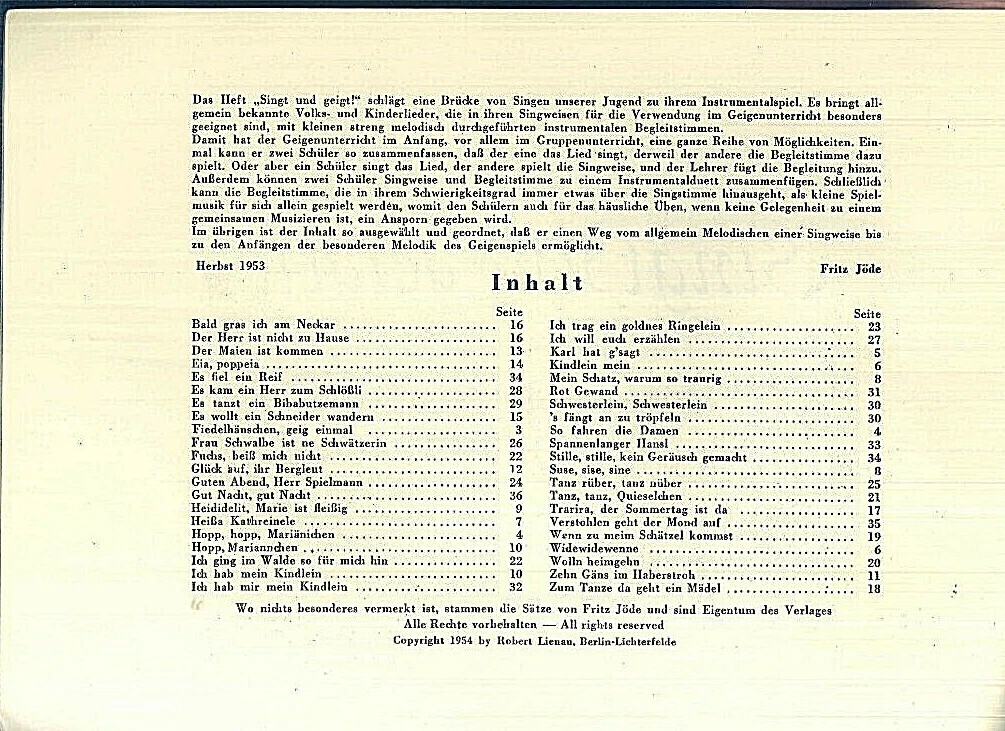 Das Heft „Singt und geigt!“ schlägt eine Brücke von Singen unserer Jugend zu ihrem Instrumentalspiel. Es bringt all-
gemein bekannte Volks- und Kinderlieder, die in ihren Singweisen für die Verwendung im Geigenunterricht besonders
geeignet sind, mit kleinen streng melodisch durchgeführten instrumentalen Begleitstimmen.
Damit hat der Geigenunterricht im Anfang, vor allem im Gruppenunterricht, eine ganze Reihe von Möglichkeiten. Ein-
mal kann er zwei Schüler so zusammenfassen, daß der eine das Lied singt, derweil der andere die Begleitstimme dazu
spielt. Oder aber ein Schüler singt das Lied, der andere spielt die Singweise, und der Lehrer fügt die Begleitung hinzu.
Außerdem können zwei Schüler Singweise und Begleitstimme zu einem Instrumentalduett zusammenfügen. Schließlich
kann die Begleitstimme, die in ihrem Schwierigkeitsgrad immer etwas über die Singstimme hinausgeht, als kleine Spiel-
musik für sich allein gespielt werden, womit den Schülern auch für das häusliche Üben, wenn keine Gelegenheit zu einem
gemeinsamen Musizieren ist, ein Ansporn gegeben wird.
Im übrigen ist der Inhalt so ausgewählt und geordnet, daß er einen Weg vom allgemein Melodischen einer Singweise bis
zu den Anfängen der besonderen Melodik des Geigenspiels ermöglicht.
Herbst 1953 Fritz Jöde
Inhalt
Seite
Bald gras ich am Neckar 16
Der Herr ist nicht zu Hause 16
Der Maien ist kommen 13
Eia, poppeia 14
Es fiel ein Reif 34
Es kam ein Herr zum Schlößli 28
Es tanzt ein Bibabutzemann 29
Es wollt ein Schneider wandern 15
Fiedelhänschen, geig einmal 3
Frau Schwalbe ist ne Schwätzerin 26
Fuchs, beiß mich nicht 22
Glück auf, ihr Bergleut 12
Guten Abend, Herr Spielmann 24
Gut Nacht, gut Nacht 36
Heididelit, Marie ist fleißig 9
Heißa Kathreinele 7
Hopp, hopp, Mariänichen 4
Hopp, Mariannchen 10
Ich ging im Walde so für mich hin 22
Ich hab mein Kindlein 10
Ich hab mir mein Kindlein 32
Seite
Ich trag ein goldnes Ringelein 23
Ich will euch erzählen 27
Karl hat g'sagt 5
Kindlein mein 6
Mein Schatz, warum so traurig 8
Rot Gewand 31
Schwesterlein, Schwesterlein 30
's fängt an zu tröpfeln 30
So fahren die Damen 4
Spannenlanger Hansl 33
Stille, stille, kein Geräusch gemacht 34
Suse, sise, sine 8
Tanz rüber, tanz nüber 25
Tanz, tanz, Quieselchen 21
Trarira, der Sommertag ist da 17
Verstohlen geht der Mond auf 35
Wenn zu meim Schätzel kommst 19
Widewidewenne 6
Wolln heimgehn 20
Zehn Gäns im Haberstroh 11
Zum Tanze da geht ein Mädel 18
Wo nichts besonderes vermerkt ist, stammen die Sätze von Fritz Jöde und sind Eigentum des Verlages
Alle Rechte vorbehalten — All rights reserved
Copyright 1954 by Robert Lienau, Berlin-Lichterfelde